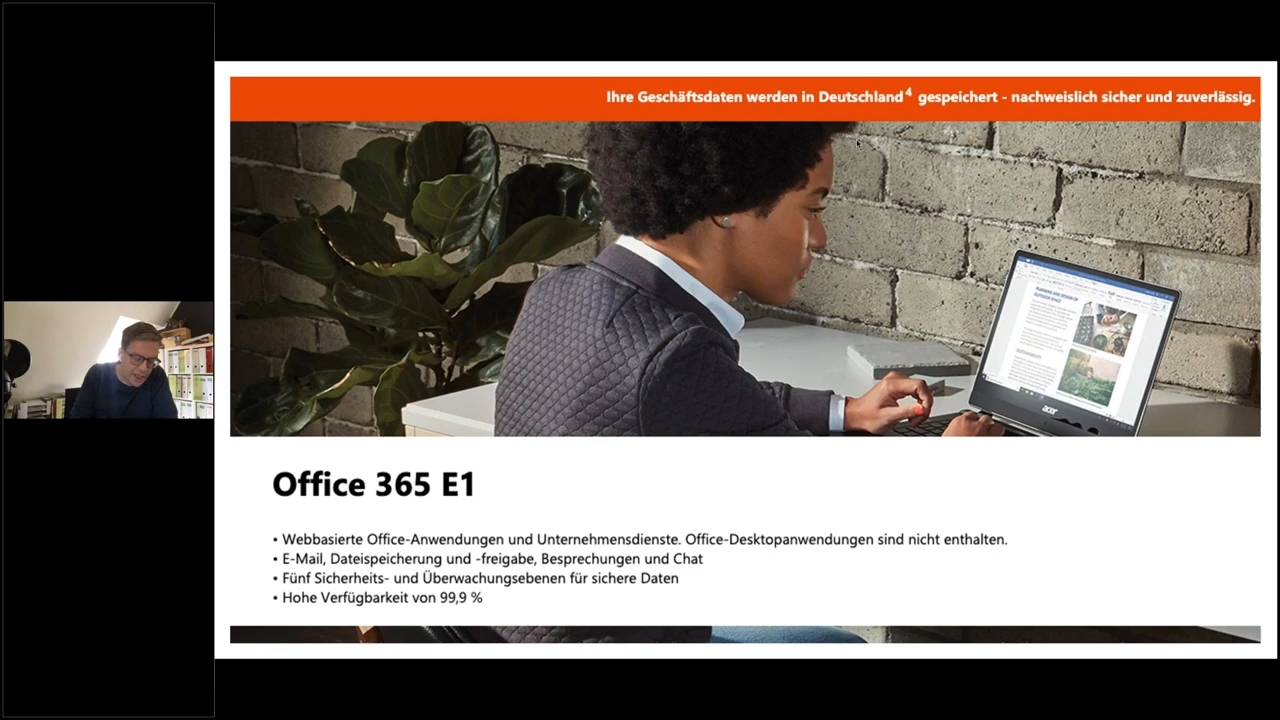 Ihre Geschäftsdaten werden in Deutschland⁴ gespeichert - nachweislich sicher und zuverlässig.
acer
Office 365 E1
• Webbasierte Office-Anwendungen und Unternehmensdienste. Office-Desktopanwendungen sind nicht enthalten.
• E-Mail, Dateispeicherung und -freigabe, Besprechungen und Chat
• Fünf Sicherheits- und Überwachungsebenen für sichere Daten
• Hohe Verfügbarkeit von 99,9 %